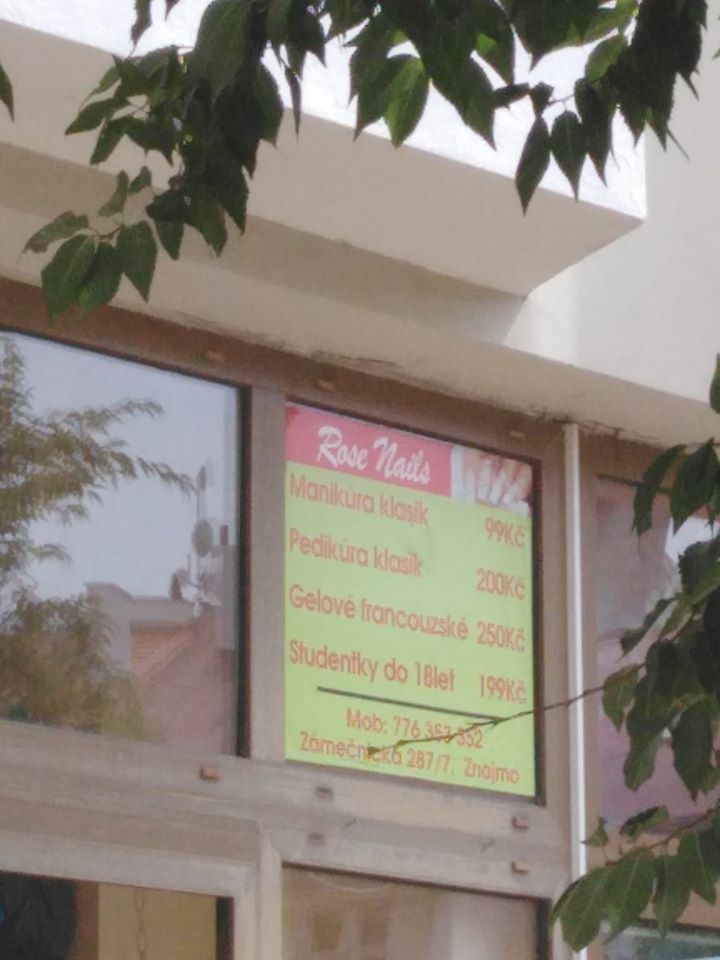 Rose Nails
Manikúra klasik 99Kč
Pedikúra klasik 200Kč
Gelové francouzské 250Kč
Studentky do 18let 199Kč
Mob: 776 353 352
Zámečnická 287/7, Znojmo